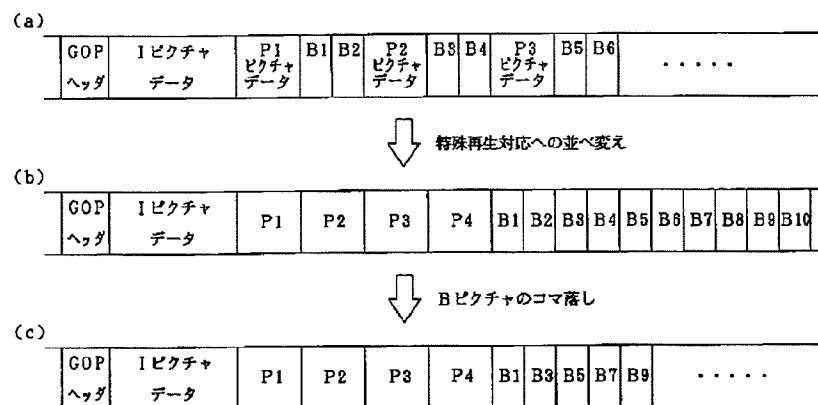 (a)
GOP ヘッダ Iピクチャ データ P1 ピクチャ データ B1 B2 P2 ピクチャ データ B3 B4 P3 ピクチャ データ B5 B6 ・・・・・
特殊再生対応への並べ変え
(b)
GOP ヘッダ Iピクチャ データ P1 P2 P3 P4 B1 B2 B3 B4 B5 B6 B7 B8 B9 B10
Bピクチャのコマ落し
(c)
GOP ヘッダ Iピクチャ データ P1 P2 P3 P4 B1 B3 B5 B7 B9 ・・・・・